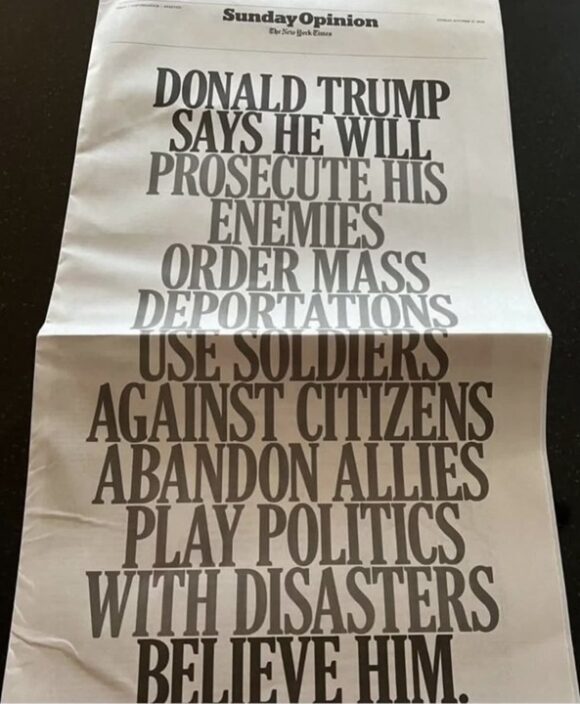 Sunday Opinion
The New York Times
DONALD TRUMP
SAYS HE WILL
PROSECUTE HIS
ENEMIES
ORDER MASS
DEPORTATIONS
USE SOLDIERS
AGAINST CITIZENS
ABANDON ALLIES
PLAY POLITICS
WITH DISASTERS
BELIEVE HIM.